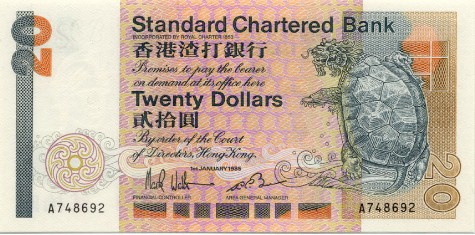 20
Standard Chartered Bank
INCORPORATED BY ROYAL CHARTER 1853
香港渣打銀行
Promises to pay the bearer
on demand at its office here
Twenty Dollars
貳拾圓
By order of the Court
of Directors, Hong Kong.
1st JANUARY 1985
FINANCIAL CONTROLLER AREA GENERAL MANAGER
A748692 A748692
20